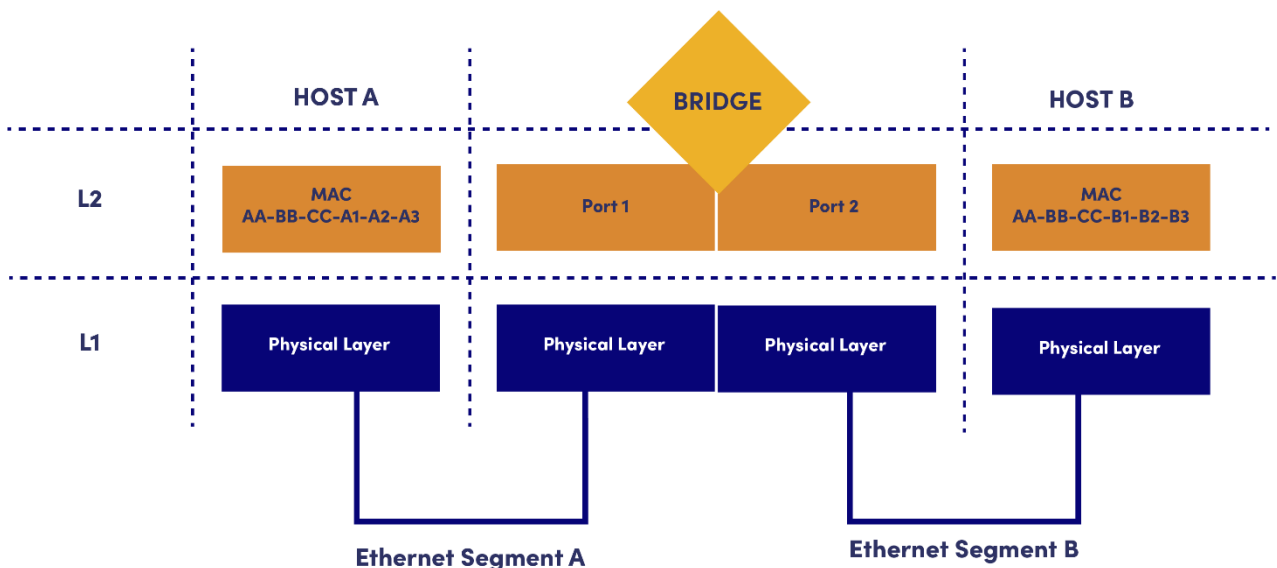 HOST A
BRIDGE
HOST B
L2
MAC
AA-BB-CC-A1-A2-A3
Port 1
Port 2
MAC
AA-BB-CC-B1-B2-B3
L1
Physical Layer
Physical Layer
Physical Layer
Physical Layer
Ethernet Segment A
Ethernet Segment B